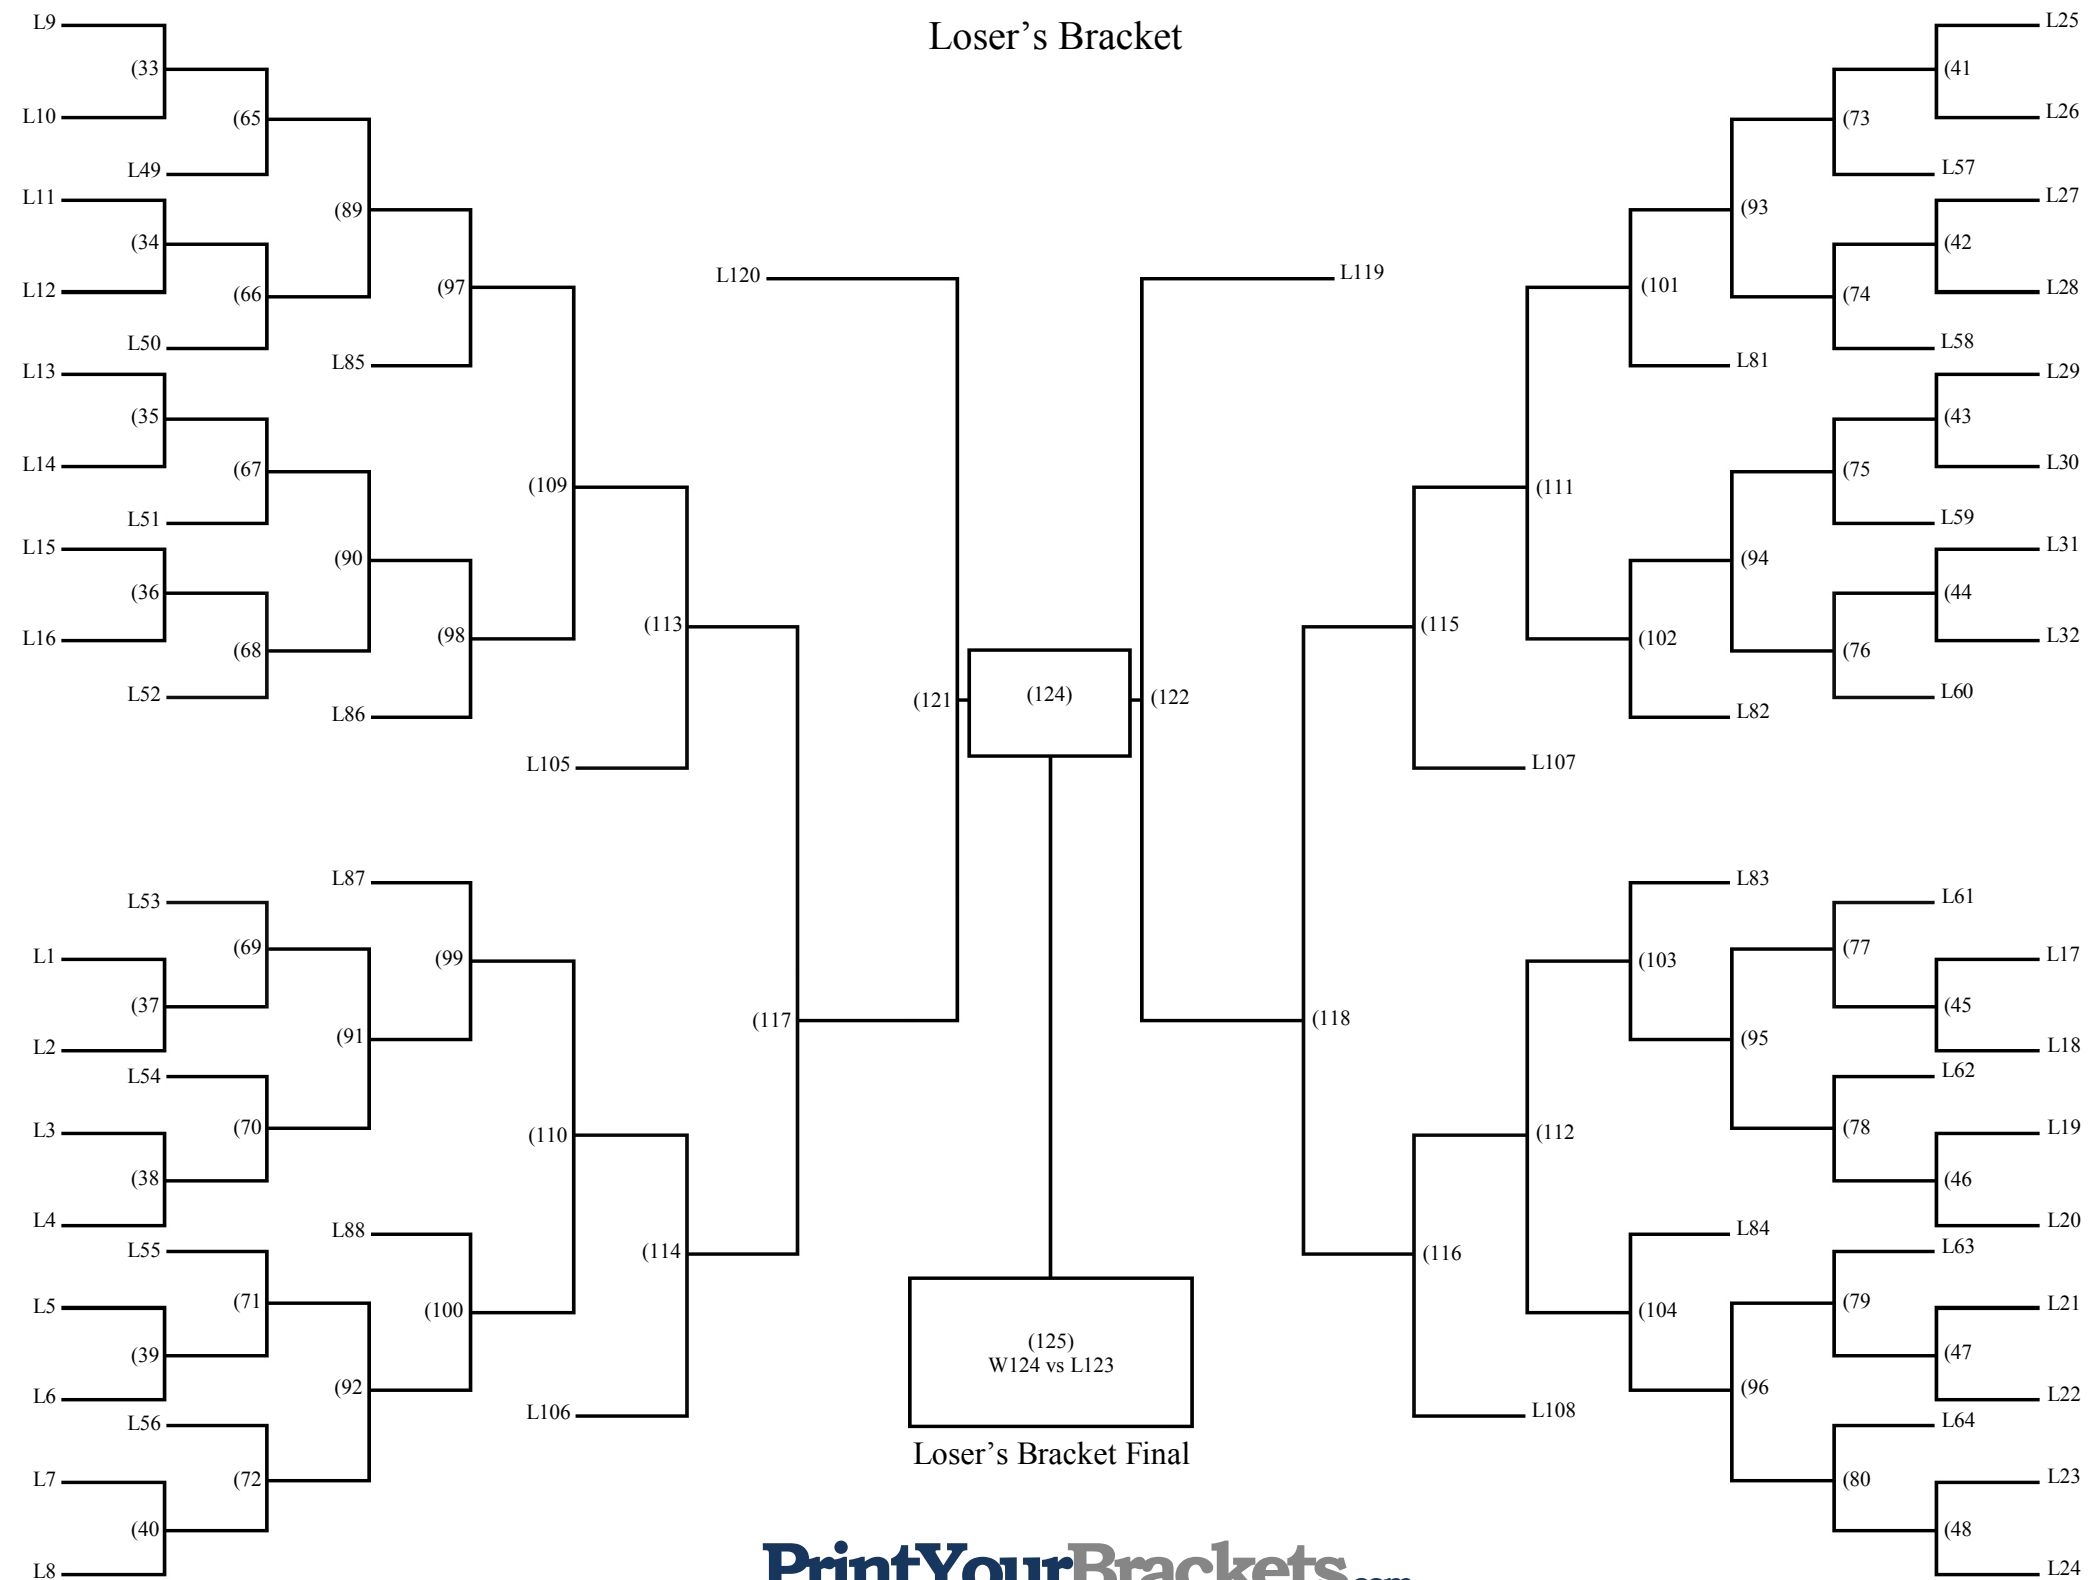 Loser’s Bracket
L9
(33
L10
(65
L49
L11
(34
L12
(89
(66
L50
L13
(35
L14
(97
L85
(67
L51
L15
(36
L16
(90
(68
L52
(98
L86
(109
(113
L105
L87
L53
(69
L1
(37
L2
(99
(91
L54
L3
(70
(38
L4
L88
L55
(71
L5
(39
L6
(100
(92
L56
L7
(72
(40
L8
(110
(114
L106
(117
L120
(121
(124)
L119
(122
(118
(125)
W124 vs L123
Loser’s Bracket Final
L25
(41
L26
(73
L57
L27
(42
L28
(93
(74
L58
L29
(43
L30
(101
L81
(75
L59
L31
(44
L32
(94
(76
L60
(102
L82
(111
(115
L107
L83
L61
(77
L17
(45
L18
(103
(95
L62
L19
(78
(46
L20
(112
L84
L63
(79
L21
(47
L22
(104
(96
L64
L23
(80
(48
L24
(116
L108
PrintYourBrackets.com